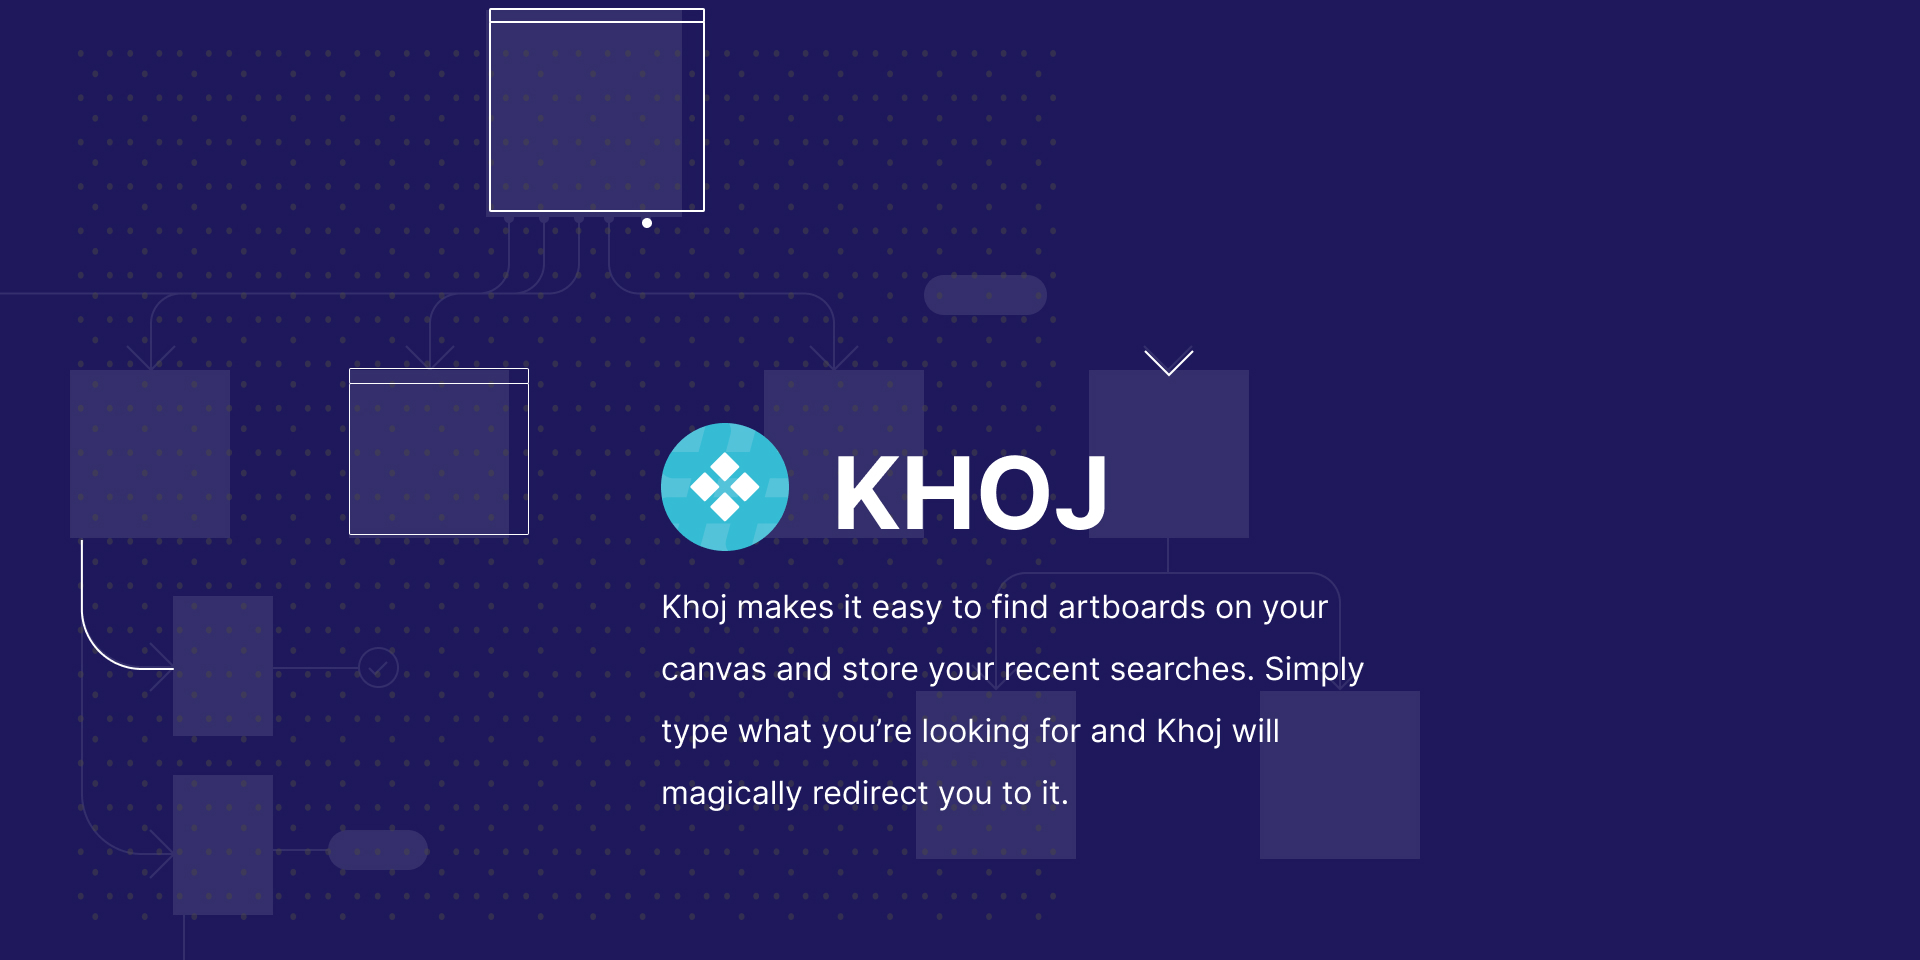 KHOJ
Khoj makes it easy to find artboards on your
canvas and store your recent searches. Simply
type what you’re looking for and Khoj will
magically redirect you to it.